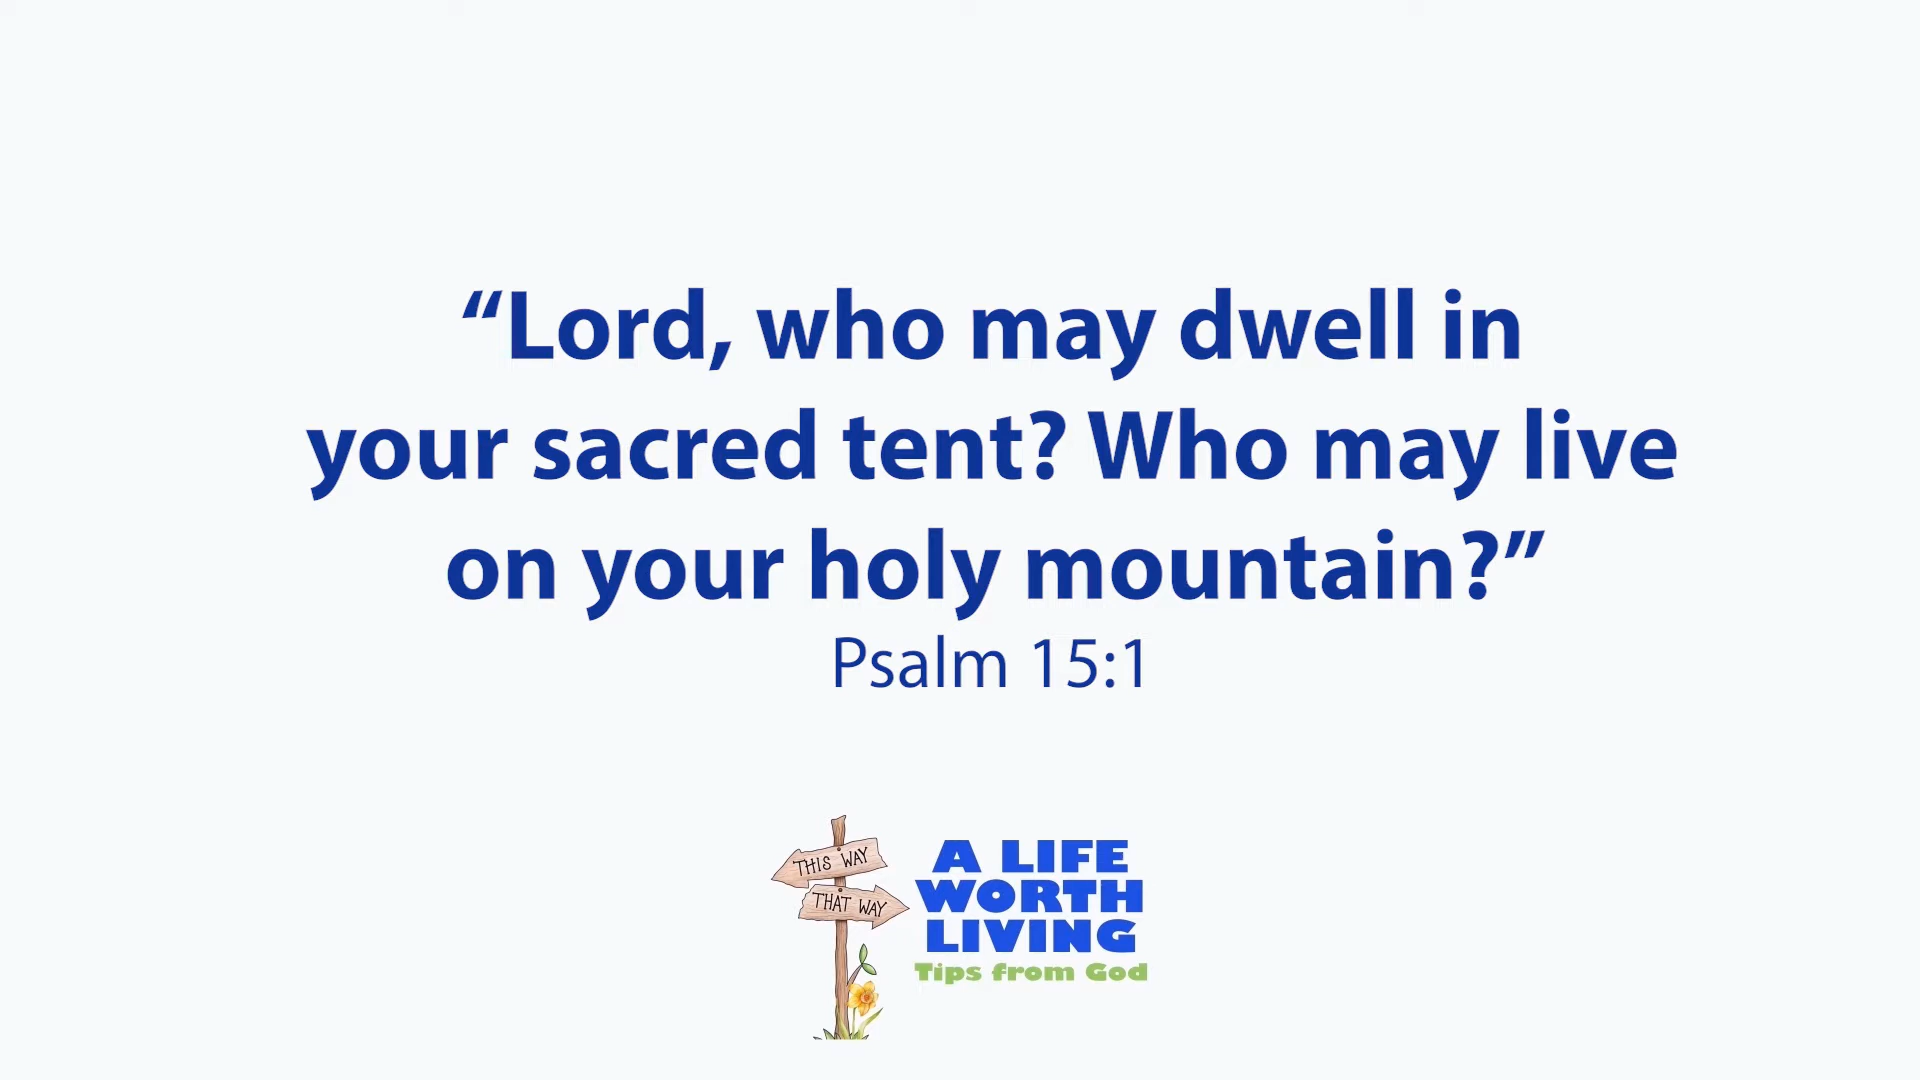 “Lord, who may dwell in
your sacred tent? Who may live
on your holy mountain?”
Psalm 15:1
THIS WAY
THAT WAY
A LIFE
WORTH
LIVING
Tips from God